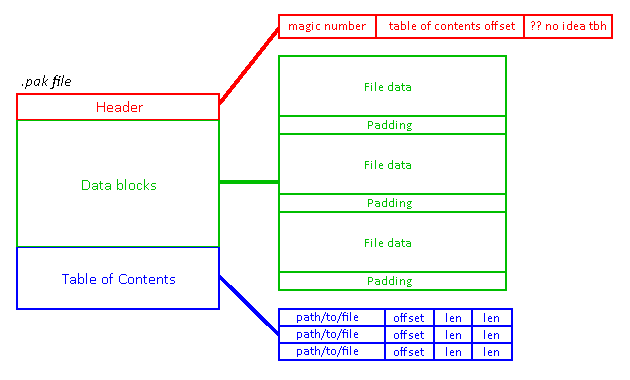 magic number table of contents offset ?? no idea tbh
.pak file
Header
Data blocks
Table of Contents
File data
Padding
File data
Padding
File data
Padding
path/to/file offset len len
path/to/file offset len len
path/to/file offset len len